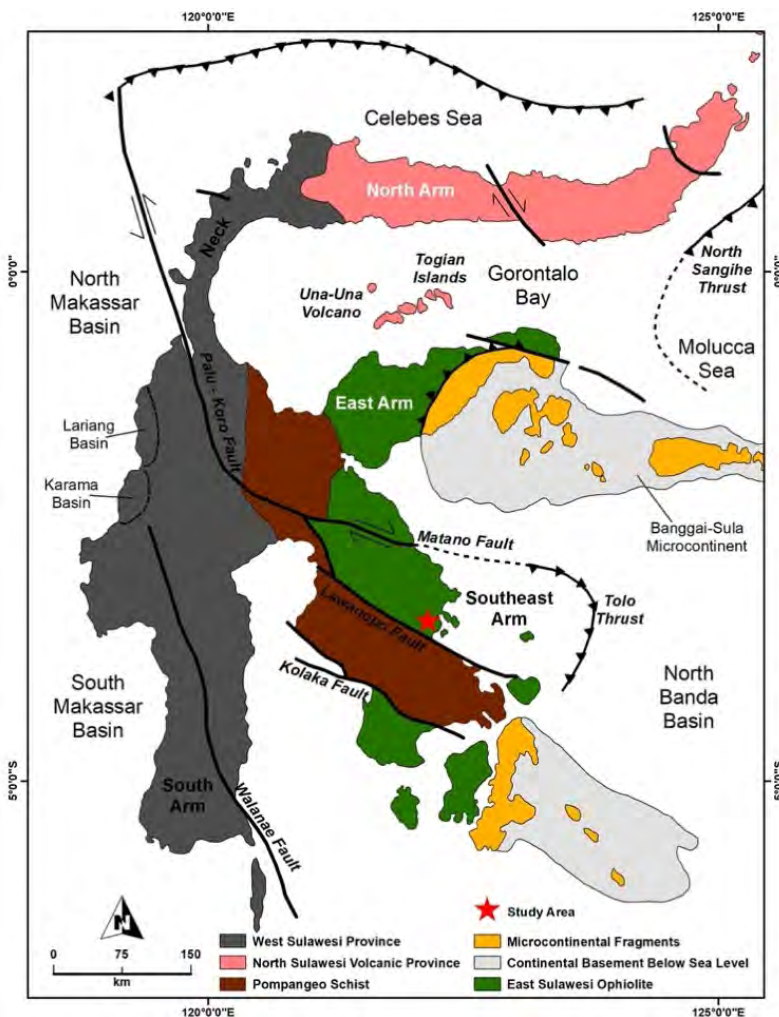 120°0'0"E
125°0'0"E
Celebes Sea
North Arm
Neck
0°0'0"
North
Makassar
Basin
Togian
Islands
Una-Una
Volcano
Gorontalo
Bay
North
Sangihe
Thrust
0°0'0"
Molucca
Sea
Palu - Koro Fault
East Arm
Lariang
Basin
Karama
Basin
Banggai-Sula
Microcontinent
Matano Fault
Lawanopo Fault
Southeast
Arm
Tolo
Thrust
Kolaka Fault
South
Makassar
Basin
North
Banda
Basin
5°0'0"S
5°0'0"S
South
Arm
Walanae Fault
N
0 75 150
km
Study Area
West Sulawesi Province
North Sulawesi Volcanic Province
Pompangeo Schist
Microcontinental Fragments
Continental Basement Below Sea Level
East Sulawesi Ophiolite
120°0'0"E
125°0'0"E